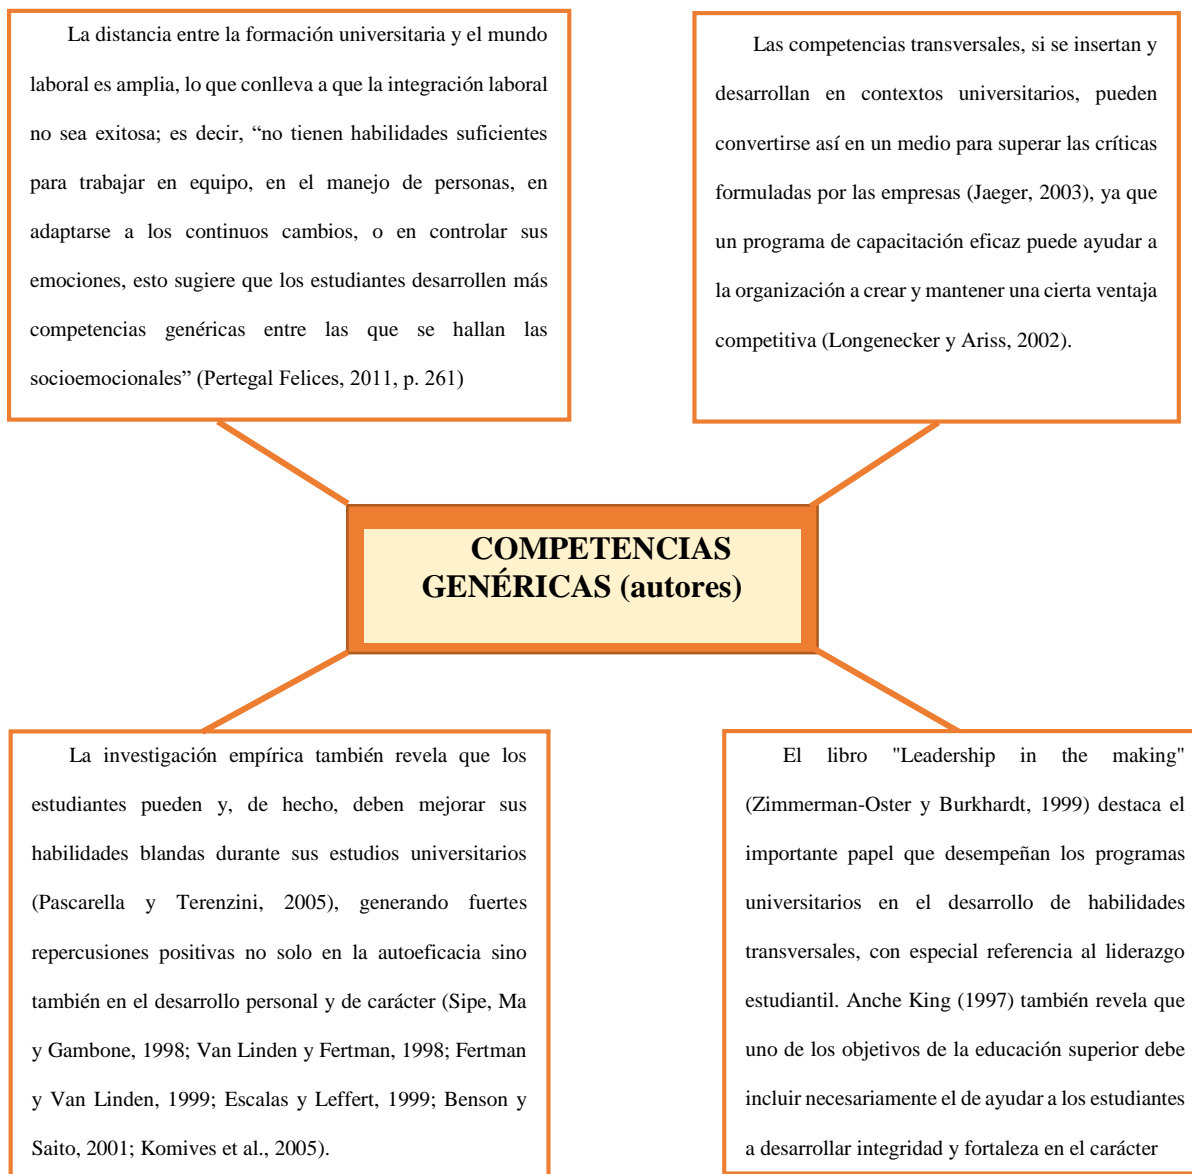 La distancia entre la formación universitaria y el mundo
laboral es amplia, lo que conlleva a que la integración laboral
no sea exitosa; es decir, “no tienen habilidades suficientes
para trabajar en equipo, en el manejo de personas, en
adaptarse a los continuos cambios, o en controlar sus
emociones, esto sugiere que los estudiantes desarrollen más
competencias genéricas entre las que se hallan las
socioemocionales” (Pertegal Felices, 2011, p. 261)
Las competencias transversales, si se insertan y
desarrollan en contextos universitarios, pueden
convertirse así en un medio para superar las críticas
formuladas por las empresas (Jaeger, 2003), ya que
un programa de capacitación eficaz puede ayudar a
la organización a crear y mantener una cierta ventaja
competitiva (Longenecker y Ariss, 2002).
COMPETENCIAS
GENÉRICAS (autores)
La investigación empírica también revela que los
estudiantes pueden y, de hecho, deben mejorar sus
habilidades blandas durante sus estudios universitarios
(Pascarella y Terenzini, 2005), generando fuertes
repercusiones positivas no solo en la autoeficacia sino
también en el desarrollo personal y de carácter (Sipe, Ma
y Gambone, 1998; Van Linden y Fertman, 1998; Fertman
y Van Linden, 1999; Escalas y Leffert, 1999; Benson y
Saito, 2001; Komives et al., 2005).
El libro "Leadership in the making"
(Zimmerman-Oster y Burkhardt, 1999) destaca el
importante papel que desempeñan los programas
universitarios en el desarrollo de habilidades
transversales, con especial referencia al liderazgo
estudiantil. Anche King (1997) también revela que
uno de los objetivos de la educación superior debe
incluir necesariamente el de ayudar a los estudiantes
a desarrollar integridad y fortaleza en el carácter